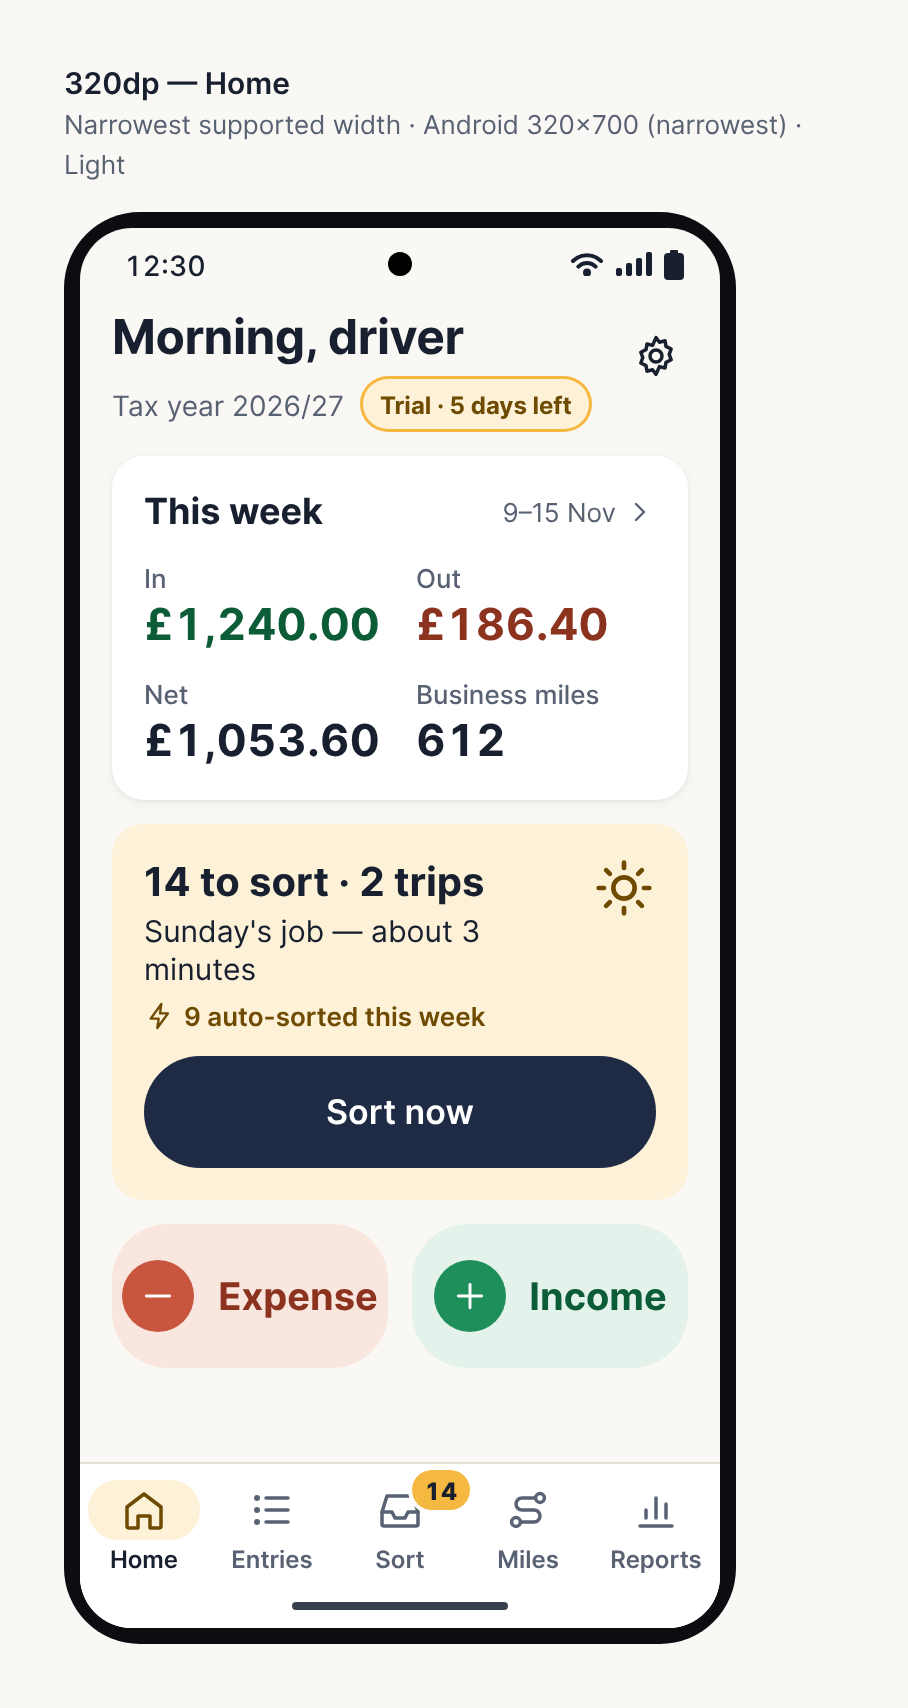 320dp — Home
Narrowest supported width · Android 320×700 (narrowest) ·
Light
12:30
Morning, driver
Tax year 2026/27
Trial · 5 days left
This week
9–15 Nov
In
Out
£1,240.00
£186.40
Net
Business miles
£1,053.60
612
14 to sort · 2 trips
Sunday's job — about 3
minutes
9 auto-sorted this week
Sort now
Expense
Income
14
Home
Entries
Sort
Miles
Reports